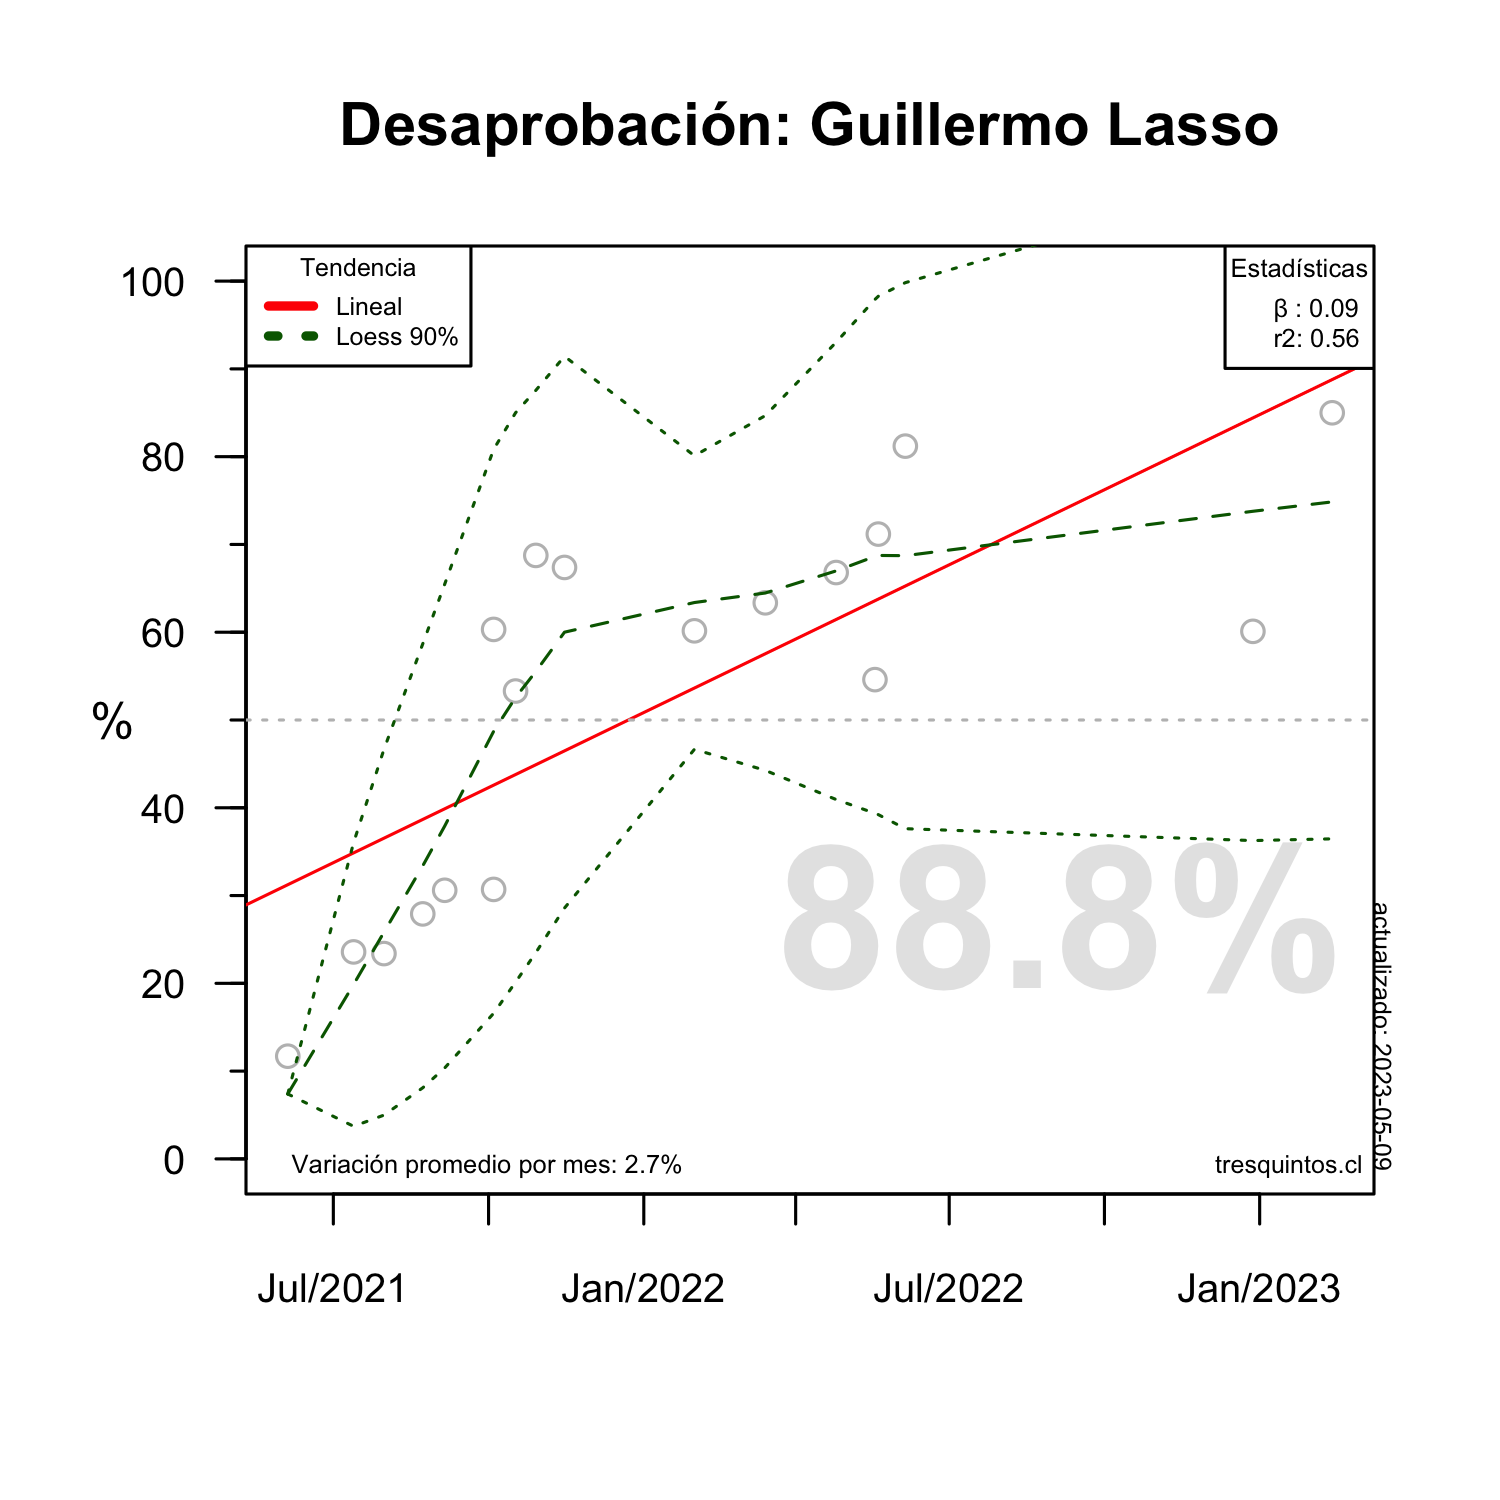 Desaprobación: Guillermo Lasso
Tendencia
Lineal
Loess 90%
Estadísticas
β : 0.09
r2: 0.56
100
80
60
40
20
0
%
88.8%
actualizado: 2023-05-09
Variación promedio por mes: 2.7%
tresquintos.cl
Jul/2021
Jan/2022
Jul/2022
Jan/2023